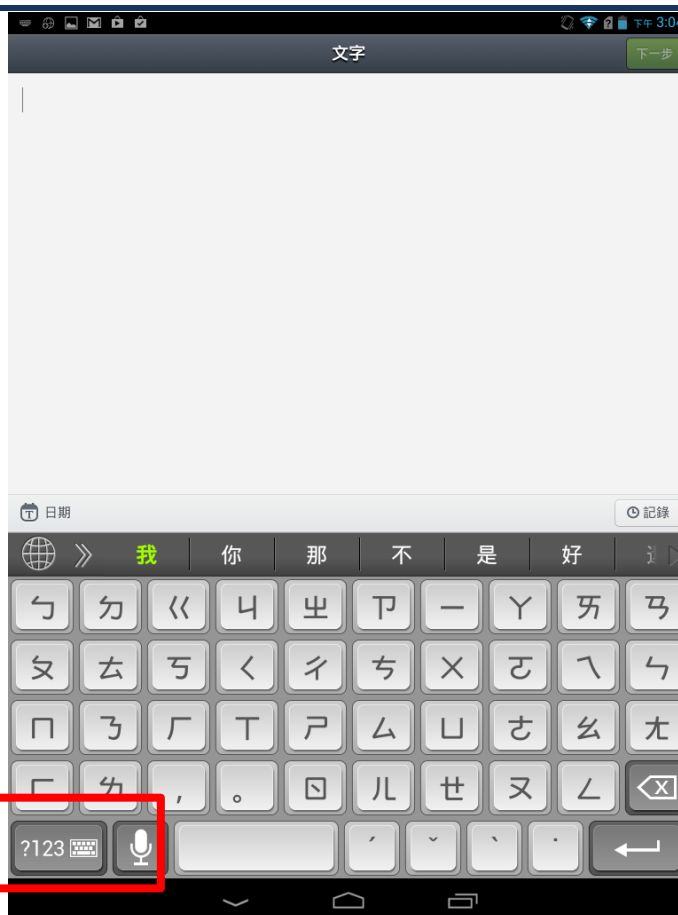 下午 3:04
文字
下一步
日期
記錄
我 你 那 不 是 好
ㄅ ㄉ ㄍ ㄐ ㄓ ㄗ ㄧ ㄚ ㄞ ㄢ
ㄆ ㄊ ㄎ ㄑ ㄔ ㄘ ㄨ ㄛ ㄟ ㄣ
ㄇ ㄋ ㄏ ㄒ ㄕ ㄙ ㄩ ㄜ ㄠ ㄤ
ㄈ ㄌ , 。 ㄖ ㄦ ㄝ ㄡ ㄥ
?123 ˊ ˇ ˋ ˙